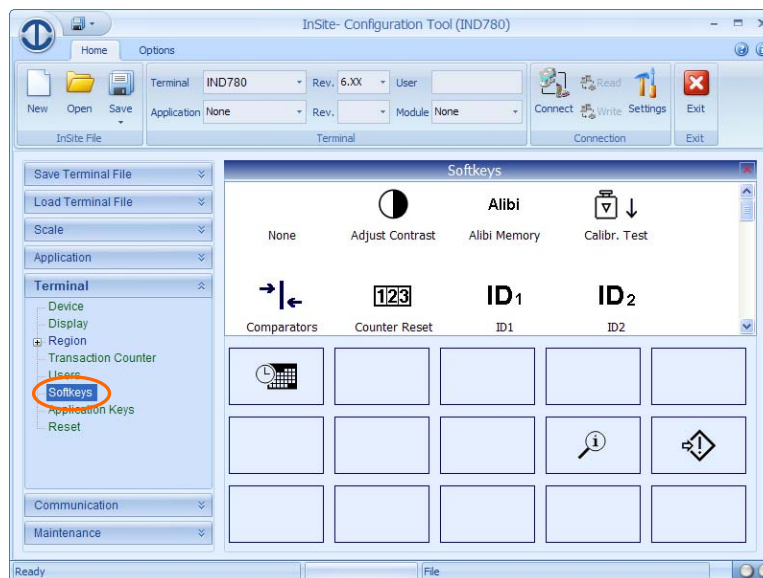 InSite- Configuration Tool (IND780)
Home Options
Terminal IND780 Rev. 6.XX User
New Open Save Application None Rev. Module None Connect Read Write Settings Exit
InSite File Terminal Connection Exit
Save Terminal File
Load Terminal File
Scale
Application
Terminal
Device
Display
Region
Transaction Counter
Users
Softkeys
Application Keys
Reset
Communication
Maintenance
Softkeys
Alibi
None Adjust Contrast Alibi Memory Calibr. Test
123 ID1 ID2
Comparators Counter Reset ID1 ID2
Ready File